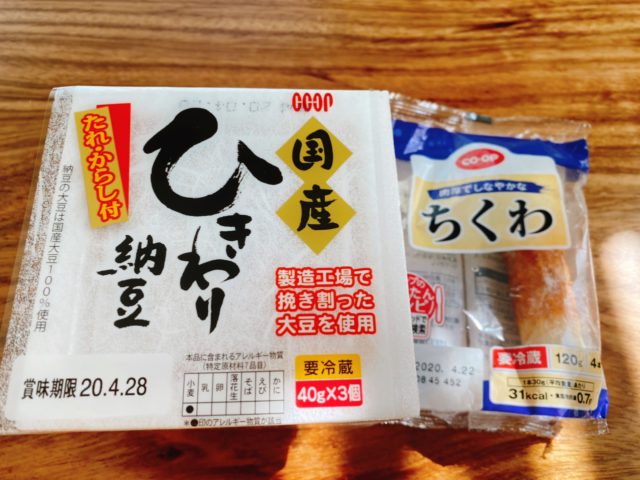 COOP
国産
ひきわり
納豆
たれ・からし付
納豆の大豆は国産大豆100%使用
製造工場で
挽き割った
大豆を使用
賞味期限 20.4.28
本品に含まれるアレルギー物質
(特定原材料7品目)
小麦 乳 卵 落花生 そば えび かに
●
要冷蔵
40g×3個
CO・OP
肉厚でしなやかな
ちくわ
検索
2020. 4.22
要冷蔵
120g
31kcal